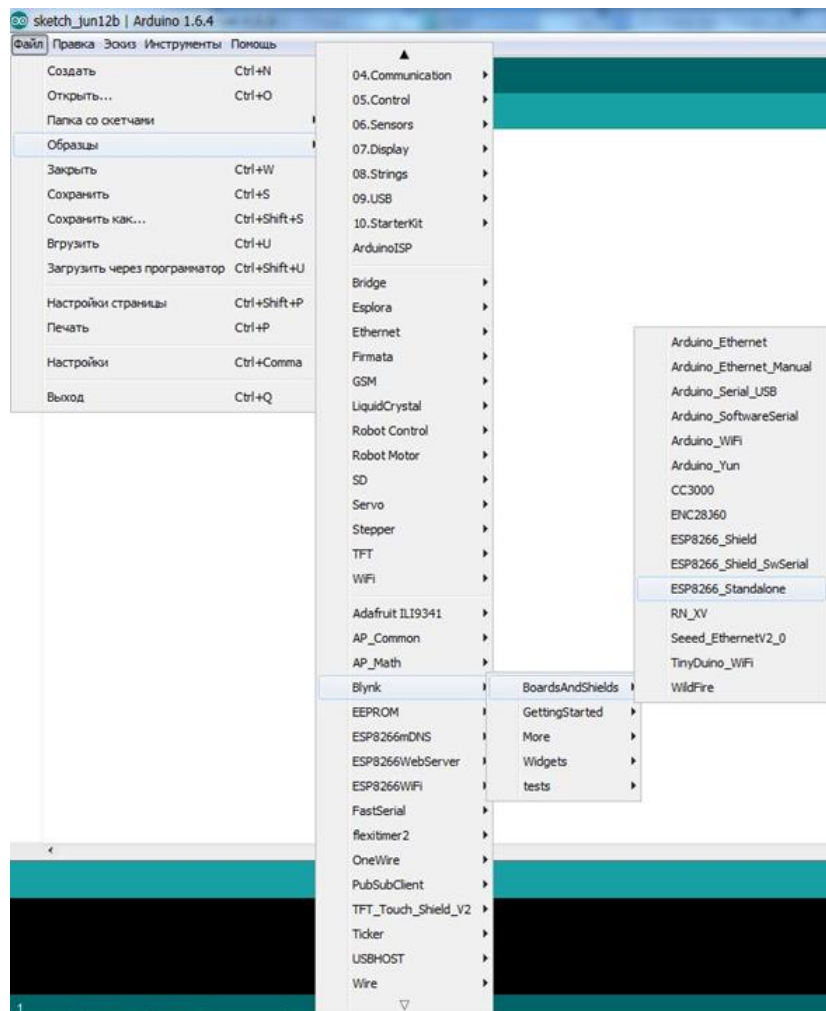 sketch_jun12b | Arduino 1.6.4
Файл Правка Эскиз Инструменты Помощь
Создать Ctrl+N
Открыть... Ctrl+O
Папка со скетчами
Образцы
Закрыть Ctrl+W
Сохранить Ctrl+S
Сохранить как... Ctrl+Shift+S
Вгрузить Ctrl+U
Загрузить через программатор Ctrl+Shift+U
Настройки страницы Ctrl+Shift+P
Печать Ctrl+P
Настройки Ctrl+Comma
Выход Ctrl+Q
04.Communication
05.Control
06.Sensors
07.Display
08.Strings
09.USB
10.StarterKit
ArduinoISP
Bridge
Esplora
Ethernet
Firmata
GSM
LiquidCrystal
Robot Control
Robot Motor
SD
Servo
Stepper
TFT
WiFi
Adafruit ILI9341
AP_Common
AP_Math
Blynk
EEPROM
ESP8266mDNS
ESP8266WebServer
ESP8266WiFi
FastSerial
flexitimer2
OneWire
PubSubClient
TFT_Touch_Shield_V2
Ticker
USBHOST
Wire
BoardsAndShields
GettingStarted
More
Widgets
tests
Arduino_Ethernet
Arduino_Ethernet_Manual
Arduino_Serial_USB
Arduino_SoftwareSerial
Arduino_WiFi
Arduino_Yun
CC3000
ENC28J60
ESP8266_Shield
ESP8266_Shield_SwSerial
ESP8266_Standalone
RN_XV
Seeed_EthernetV2_0
TinyDuino_WiFi
WildFire
1